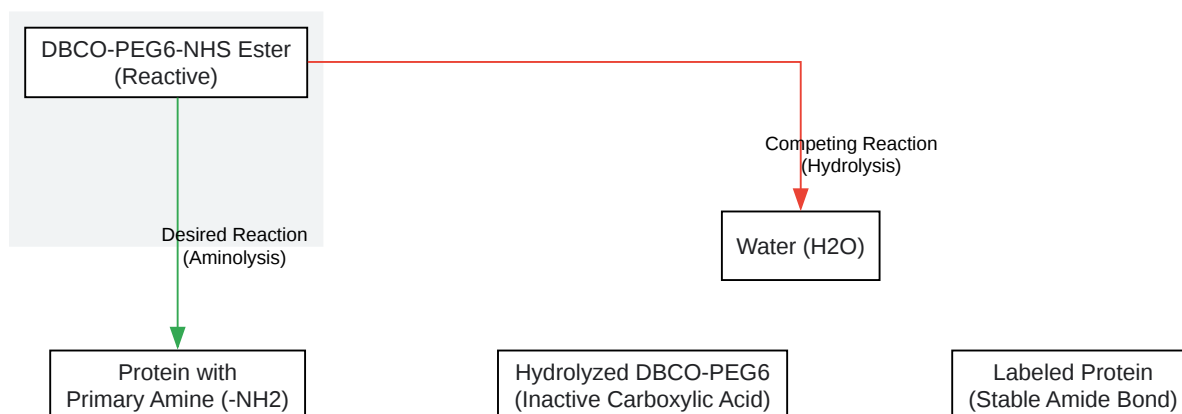 DBCO-PEG6-NHS Ester
(Reactive)
Competing Reaction
(Hydrolysis)
Desired Reaction
(Aminolysis)
Water (H2O)
Protein with
Primary Amine (-NH2)
Hydrolyzed DBCO-PEG6
(Inactive Carboxylic Acid)
Labeled Protein
(Stable Amide Bond)